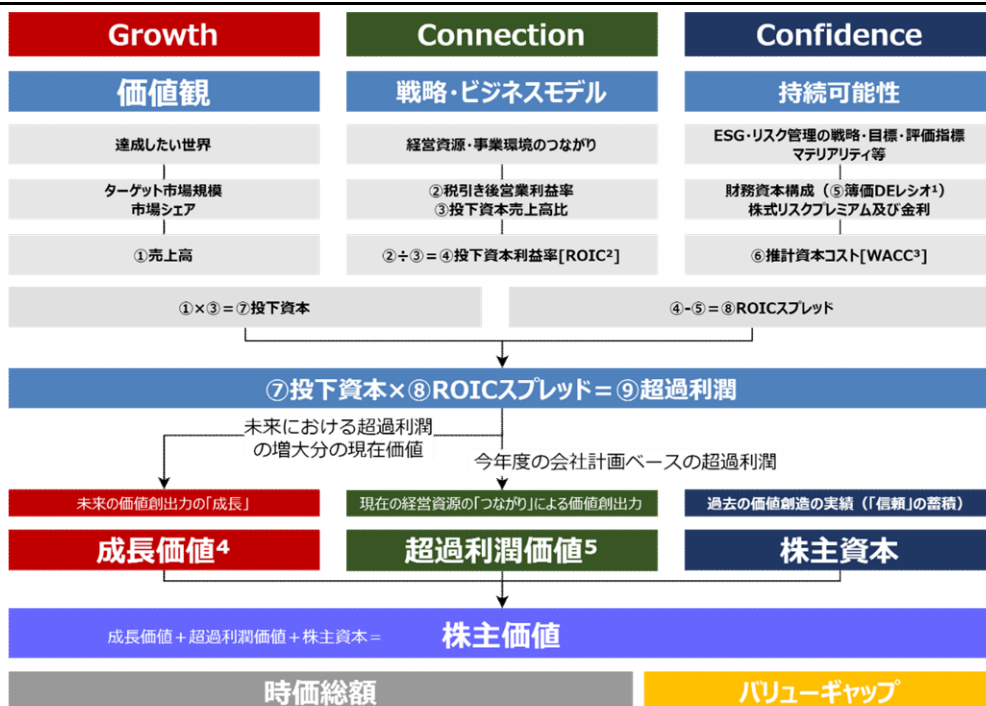 Growth
Connection
Confidence
価値観
戦略・ビジネスモデル
持続可能性
達成したい世界
経営資源・事業環境のつながり
ESG・リスク管理の戦略・目標・評価指標
マテリアリティ等
ターゲット市場規模
市場シェア
②税引き後営業利益率
③投下資本売上高比
財務資本構成（⑤簿価DEレシオ¹）
株式リスクプレミアム及び金利
①売上高
②÷③＝④投下資本利益率[ROIC²]
⑥推計資本コスト[WACC³]
①×③＝⑦投下資本
④-⑤＝⑧ROICスプレッド
⑦投下資本×⑧ROICスプレッド＝⑨超過利潤
未来における超過利潤
の増大分の現在価値
今年度の会社計画ベースの超過利潤
未来の価値創出力の「成長」
現在の経営資源の「つながり」による価値創出力
過去の価値創造の実績（「信頼」の蓄積）
成長価値⁴
超過利潤価値⁵
株主資本
成長価値＋超過利潤価値＋株主資本＝
株主価値
時価総額
バリューギャップ